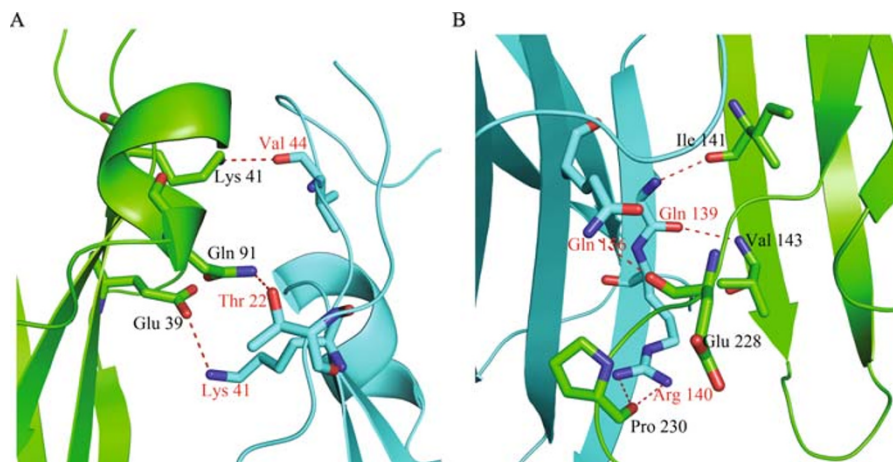 A
B
Val 44
Lys 41
Gln 91
Thr 22
Glu 39
Lys 41
Ile 141
Gln 139
Gln 136
Val 143
Glu 228
Arg 140
Pro 230